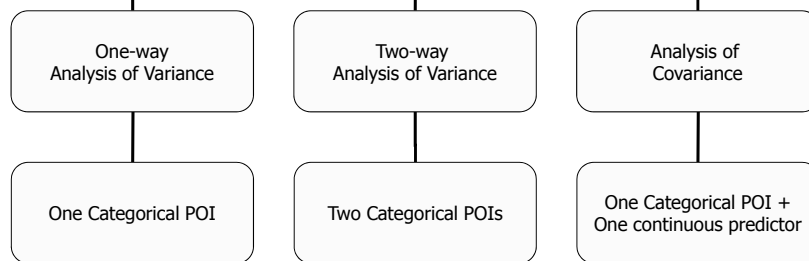 One-way
Analysis of Variance
Two-way
Analysis of Variance
Analysis of
Covariance
One Categorical POI
Two Categorical POIs
One Categorical POI +
One continuous predictor